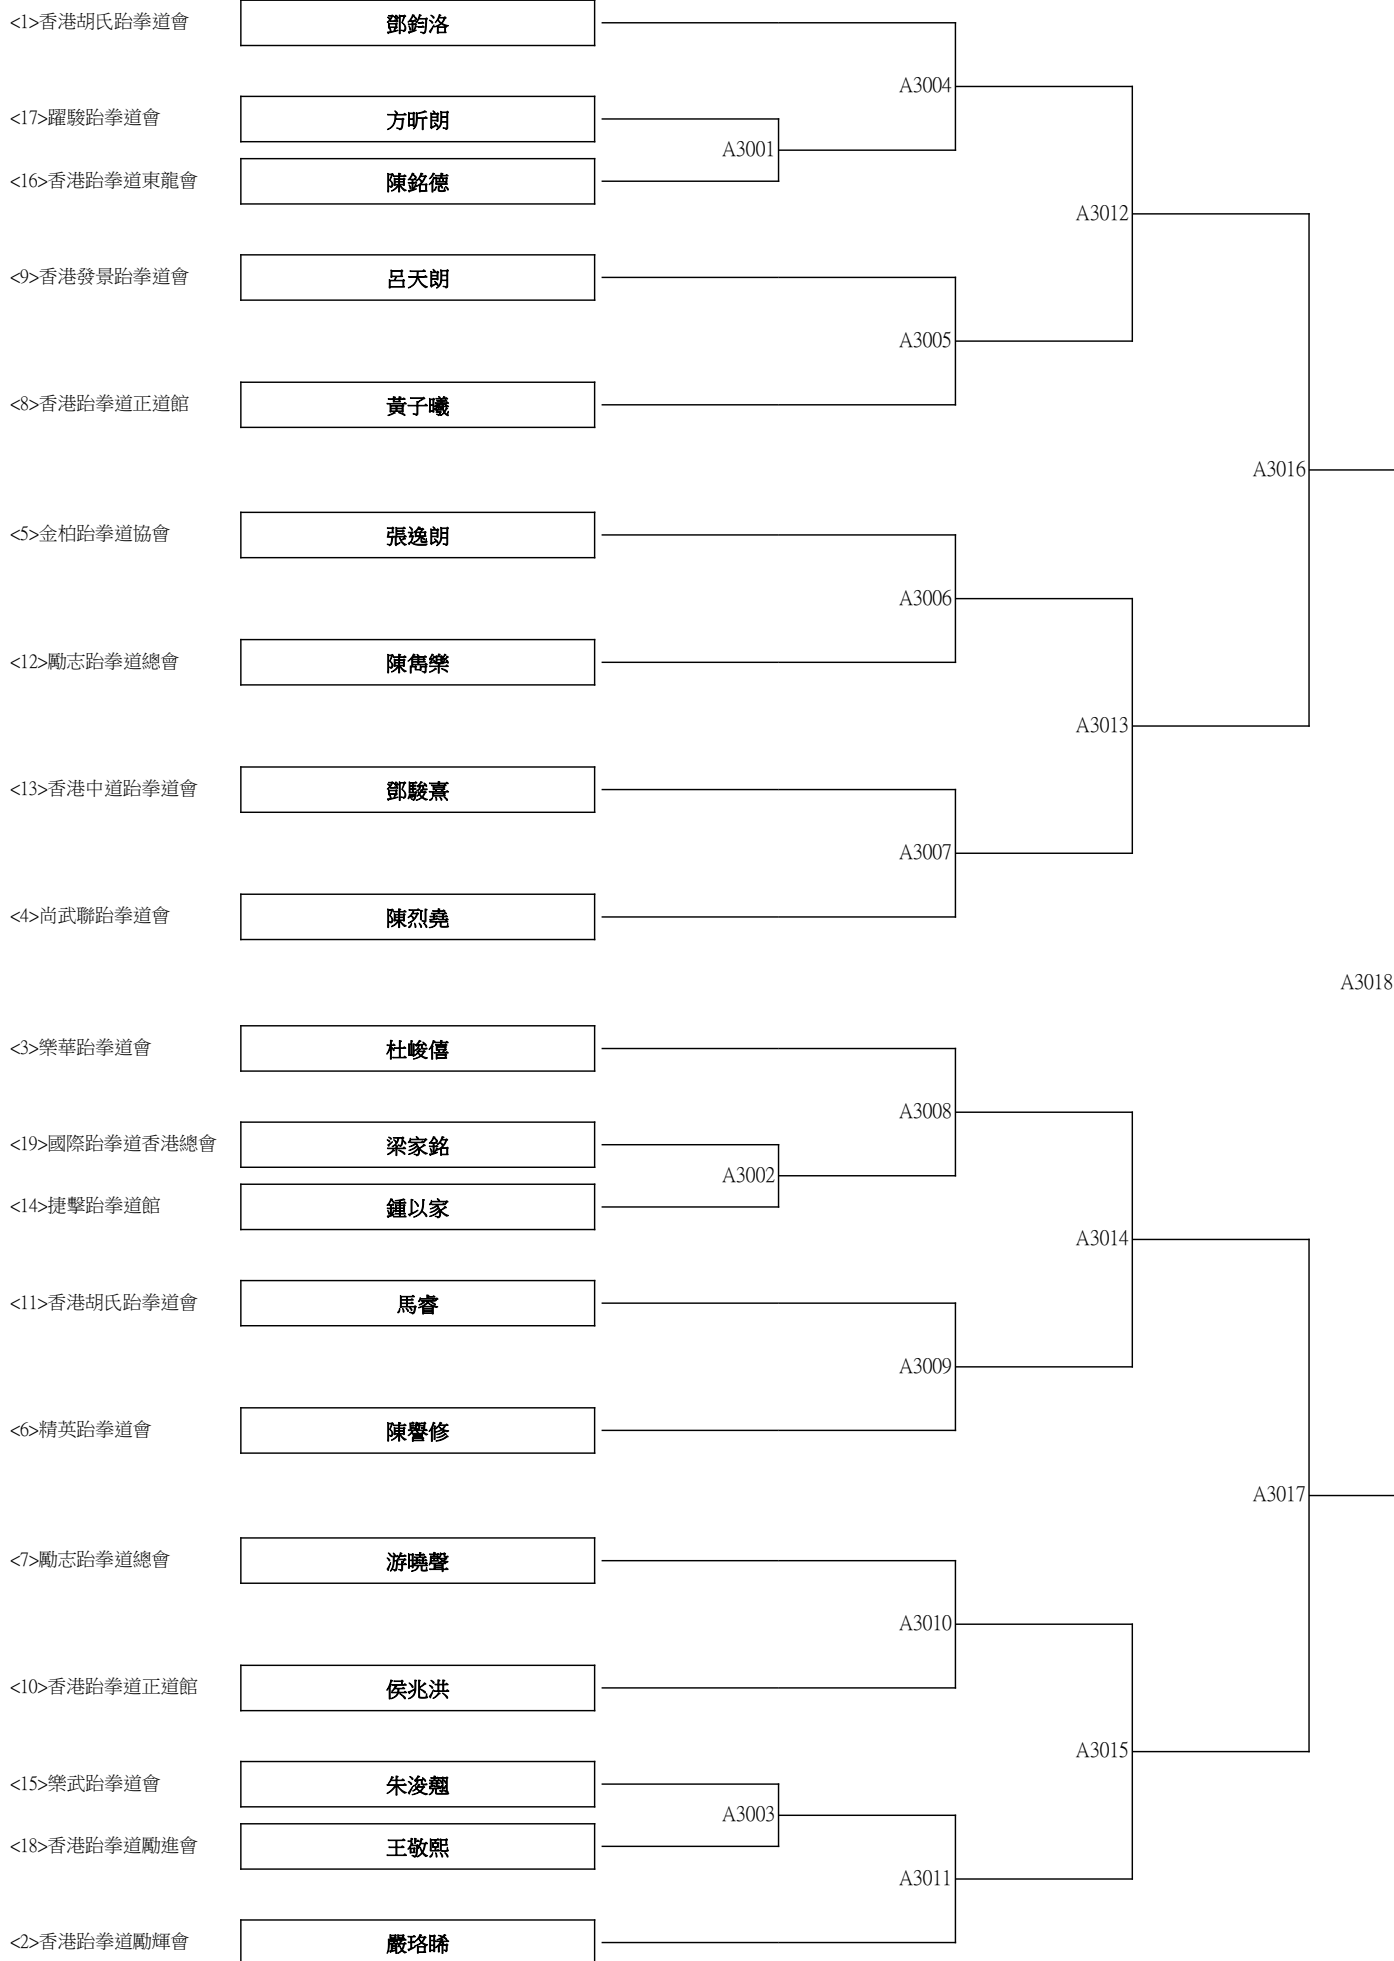 <1>香港胡氏跆拳道會 鄧鈞洛
A3004
<17>躍駿跆拳道會 方昕朗
A3001
<16>香港跆拳道東龍會 陳銘德
A3012
<9>香港發景跆拳道會 呂天朗
A3005
<8>香港跆拳道正道館 黃子曦
A3016
<5>金柏跆拳道協會 張逸朗
A3006
<12>勵志跆拳道總會 陳雋樂
A3013
<13>香港中道跆拳道會 鄧駿熹
A3007
<4>尚武聯跆拳道會 陳烈堯
A3018
<3>樂華跆拳道會 杜峻僖
A3008
<19>國際跆拳道香港總會 梁家銘
A3002
<14>捷擊跆拳道館 鍾以家
A3014
<11>香港胡氏跆拳道會 馬睿
A3009
<6>精英跆拳道會 陳譽修
A3017
<7>勵志跆拳道總會 游曉聲
A3010
<10>香港跆拳道正道館 侯兆洪
A3015
<15>樂武跆拳道會 朱浚翹
A3003
<18>香港跆拳道勵進會 王敬熙
A3011
<2>香港跆拳道勵輝會 嚴珞晞